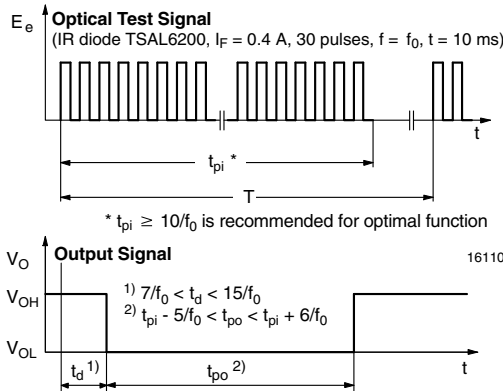 E_e
Optical Test Signal
(IR diode TSAL6200, I_F = 0.4 A, 30 pulses, f = f_0, t = 10 ms)
t
t_pi *
T
* t_pi ≥ 10/f_0 is recommended for optimal function
V_O
Output Signal
16110
V_OH
1) 7/f_0 < t_d < 15/f_0
2) t_pi - 5/f_0 < t_po < t_pi + 6/f_0
V_OL
t_d 1)
t_po 2)
t